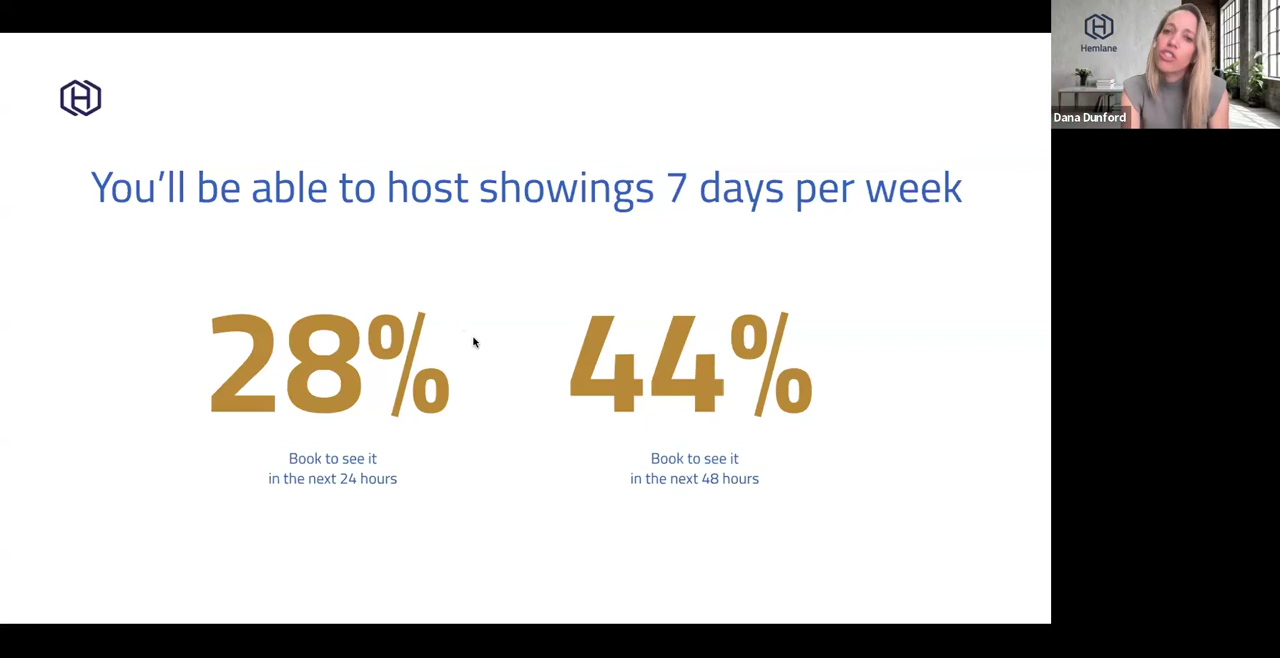 You'll be able to host showings 7 days per week
28%
Book to see it
in the next 24 hours
44%
Book to see it
in the next 48 hours
Hemlane
Dana Dunford